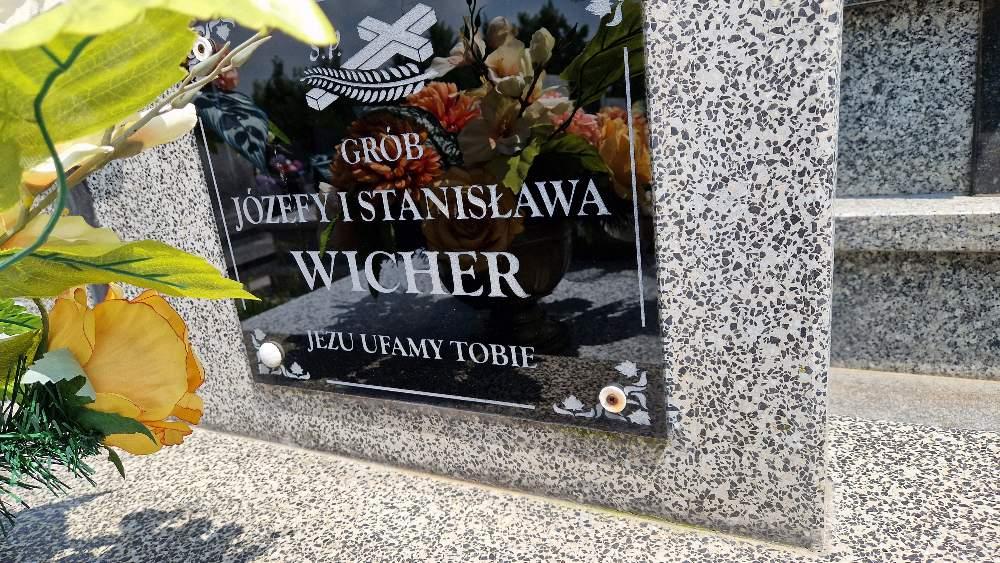 Ś.P.
GRÓB
JÓZEFY I STANISŁAWA
WICHER
JEZU UFAMY TOBIE